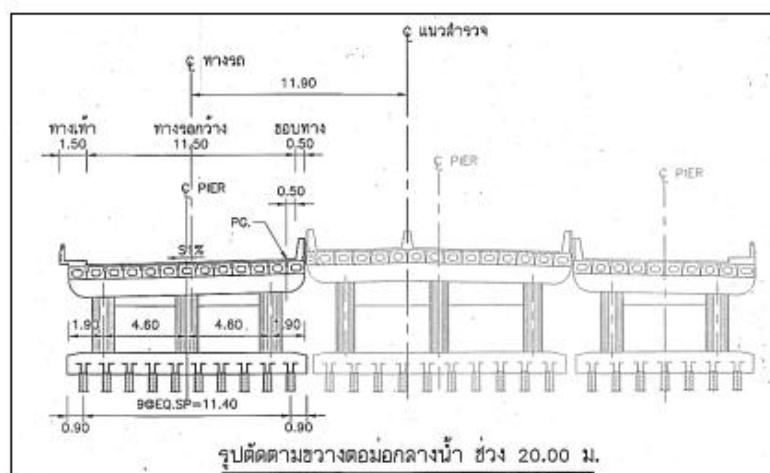 ℄ แนวสำรวจ
℄ ทางรถ
11.90
ทางเท้า ทางรถกว้าง ขอบทาง
1.50 11.50 0.50
℄ PIER ℄ PIER ℄ PIER
0.50
PG.
S1%
1.90 4.60 4.60 1.90
9@EQ.SP=11.40
0.90 0.90
รูปตัดตามขวางตอม่อกลางน้ำ ช่วง 20.00 ม.